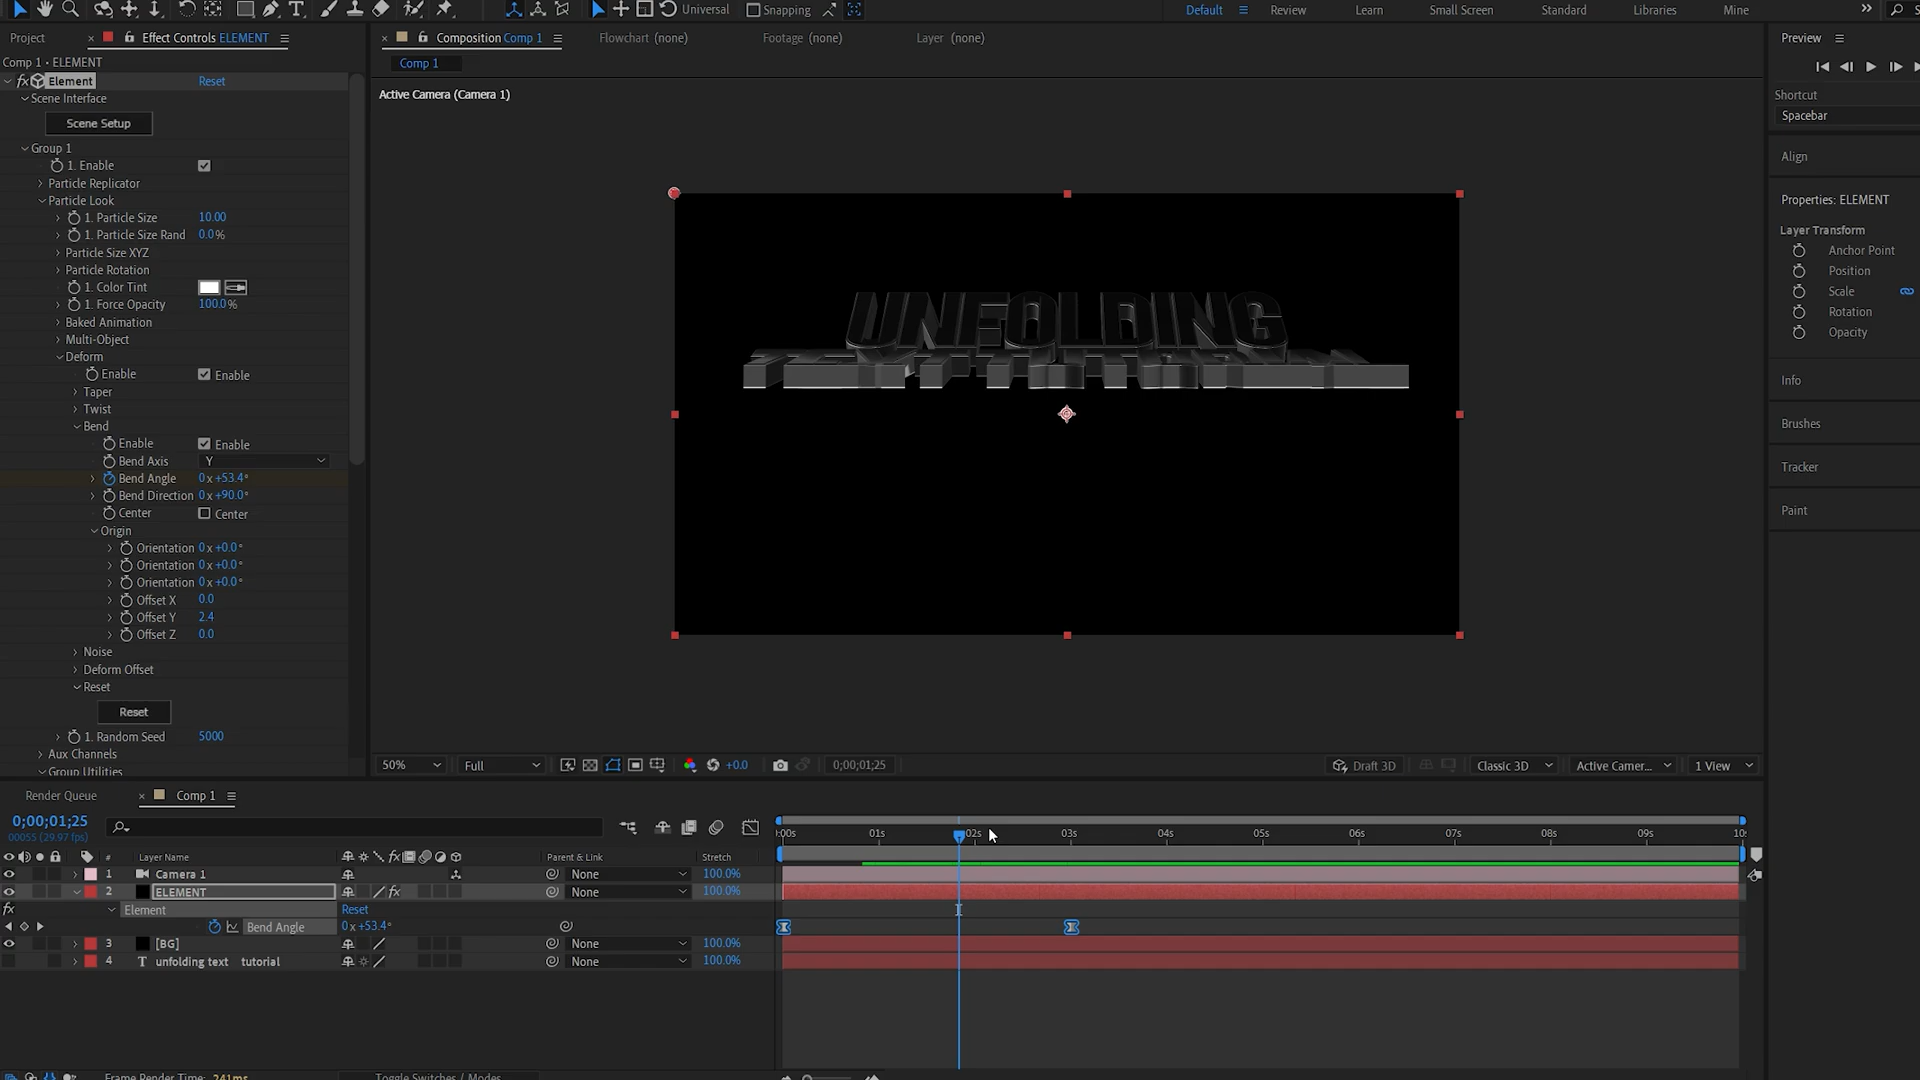 Universal Snapping Default Review Learn Small Screen Standard Libraries Mine
Project Effect Controls ELEMENT Composition Comp 1 Flowchart (none) Footage (none) Layer (none) Preview
Comp 1 • ELEMENT Comp 1
fx Element Reset
Scene Interface
Scene Setup
Group 1
1. Enable
Particle Replicator
Particle Look
1. Particle Size 10.00
1. Particle Size Rand 0.0%
Particle Size XYZ
Particle Rotation
1. Color Tint
1. Force Opacity 100.0%
Baked Animation
Multi-Object
Deform
Enable Enable
Taper
Twist
Bend
Enable Enable
Bend Axis Y
Bend Angle 0x+53.4°
Bend Direction 0x+90.0°
Center Center
Origin
Orientation 0x+0.0°
Orientation 0x+0.0°
Orientation 0x+0.0°
Offset X 0.0
Offset Y 2.4
Offset Z 0.0
Noise
Deform Offset
Reset
Reset
1. Random Seed 5000
Aux Channels
Group Utilities
Active Camera (Camera 1)
UNFOLDING
50% Full +0.0 0;00;01;25 Draft 3D Classic 3D Active Camer... 1 View
Shortcut
Spacebar
Align
Properties: ELEMENT
Layer Transform
Anchor Point
Position
Scale
Rotation
Opacity
Info
Brushes
Tracker
Paint
Render Queue Comp 1
0;00;01;25
00055 (29.97 fps)
:00s 01s 02s 03s 04s 05s 06s 07s 08s 09s 10
# Layer Name fx Parent & Link Stretch
1 Camera 1 None 100.0%
2 ELEMENT fx None 100.0%
fx Element Reset
Bend Angle 0x+53.4°
3 [BG] None 100.0%
4 T unfolding text tutorial None 100.0%
Frame Render Time: 241ms Toggle Switches / Modes